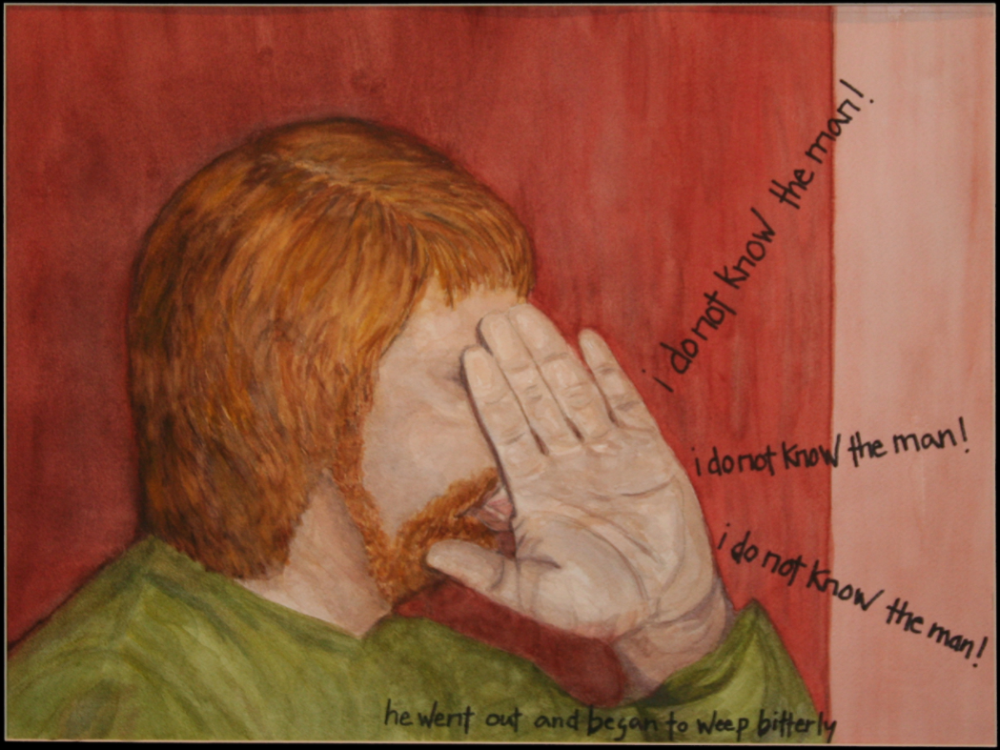 i do not know the man!
i do not know the man!
i do not know the man!
he went out and began to weep bitterly